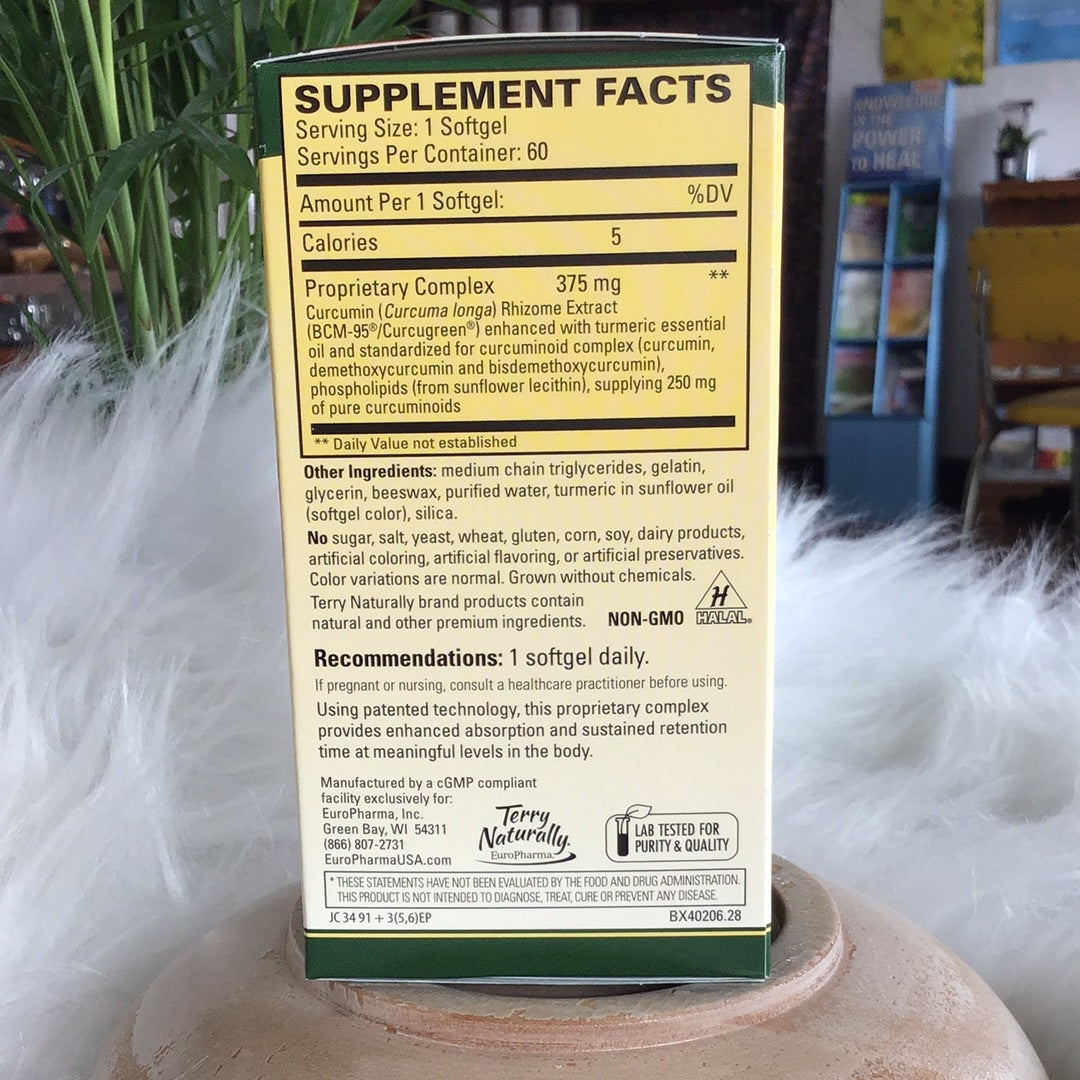 SUPPLEMENT FACTS
Serving Size: 1 Softgel
Servings Per Container: 60
Amount Per 1 Softgel: %DV
Calories 5
Proprietary Complex 375 mg **
Curcumin (Curcuma longa) Rhizome Extract
(BCM-95®/Curcugreen®) enhanced with turmeric essential
oil and standardized for curcuminoid complex (curcumin,
demethoxycurcumin and bisdemethoxycurcumin),
phospholipids (from sunflower lecithin), supplying 250 mg
of pure curcuminoids
** Daily Value not established
Other Ingredients: medium chain triglycerides, gelatin,
glycerin, beeswax, purified water, turmeric in sunflower oil
(softgel color), silica.
No sugar, salt, yeast, wheat, gluten, corn, soy, dairy products,
artificial coloring, artificial flavoring, or artificial preservatives.
Color variations are normal. Grown without chemicals.
Terry Naturally brand products contain
natural and other premium ingredients. NON-GMO
H
HALAL®
Recommendations: 1 softgel daily.
If pregnant or nursing, consult a healthcare practitioner before using.
Using patented technology, this proprietary complex
provides enhanced absorption and sustained retention
time at meaningful levels in the body.
Manufactured by a cGMP compliant
facility exclusively for:
EuroPharma, Inc.
Green Bay, WI 54311
(866) 807-2731
EuroPharmaUSA.com
Terry
Naturally®
EuroPharma™
LAB TESTED FOR
PURITY & QUALITY
* THESE STATEMENTS HAVE NOT BEEN EVALUATED BY THE FOOD AND DRUG ADMINISTRATION.
THIS PRODUCT IS NOT INTENDED TO DIAGNOSE, TREAT, CURE OR PREVENT ANY DISEASE.
JC 34 91 + 3(5,6)EP BX40206.28
KNOWLEDGE
IS THE
POWER
TO HEAL